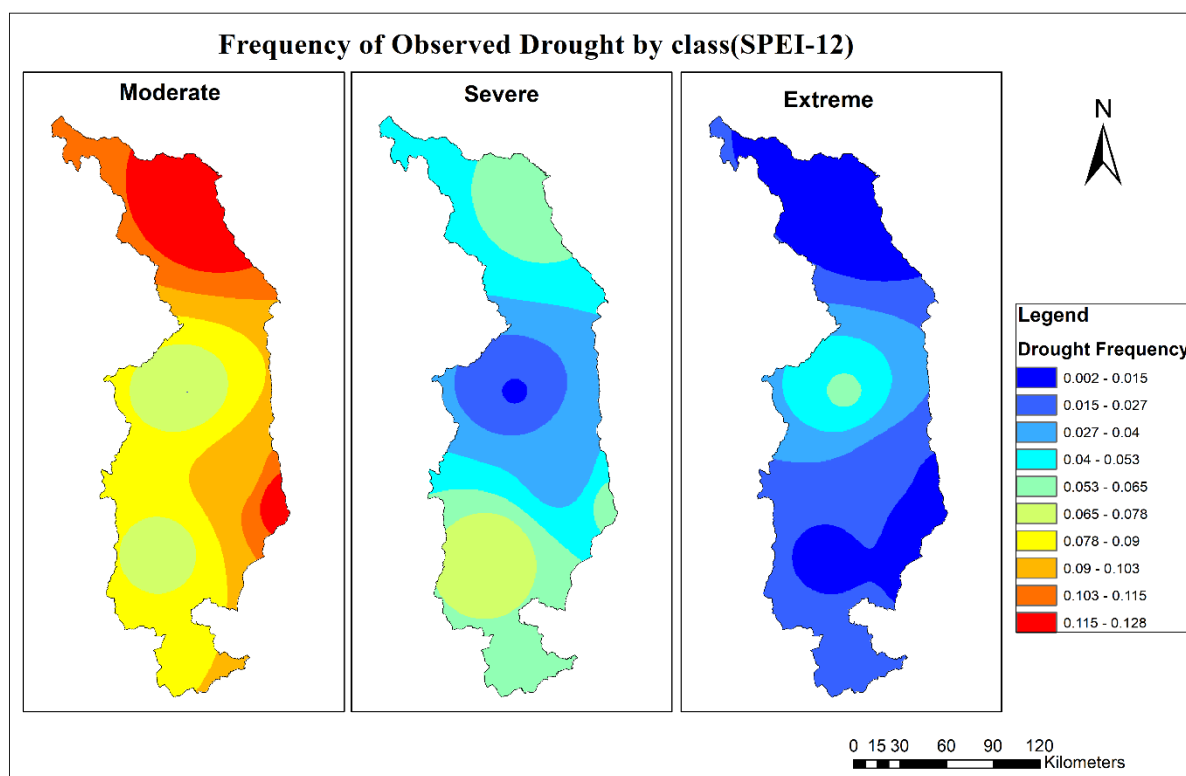 Frequency of Observed Drought by class(SPEI-12)
Moderate
Severe
Extreme
N
Legend
Drought Frequency
0.002 - 0.015
0.015 - 0.027
0.027 - 0.04
0.04 - 0.053
0.053 - 0.065
0.065 - 0.078
0.078 - 0.09
0.09 - 0.103
0.103 - 0.115
0.115 - 0.128
0 15 30 60 90 120
Kilometers